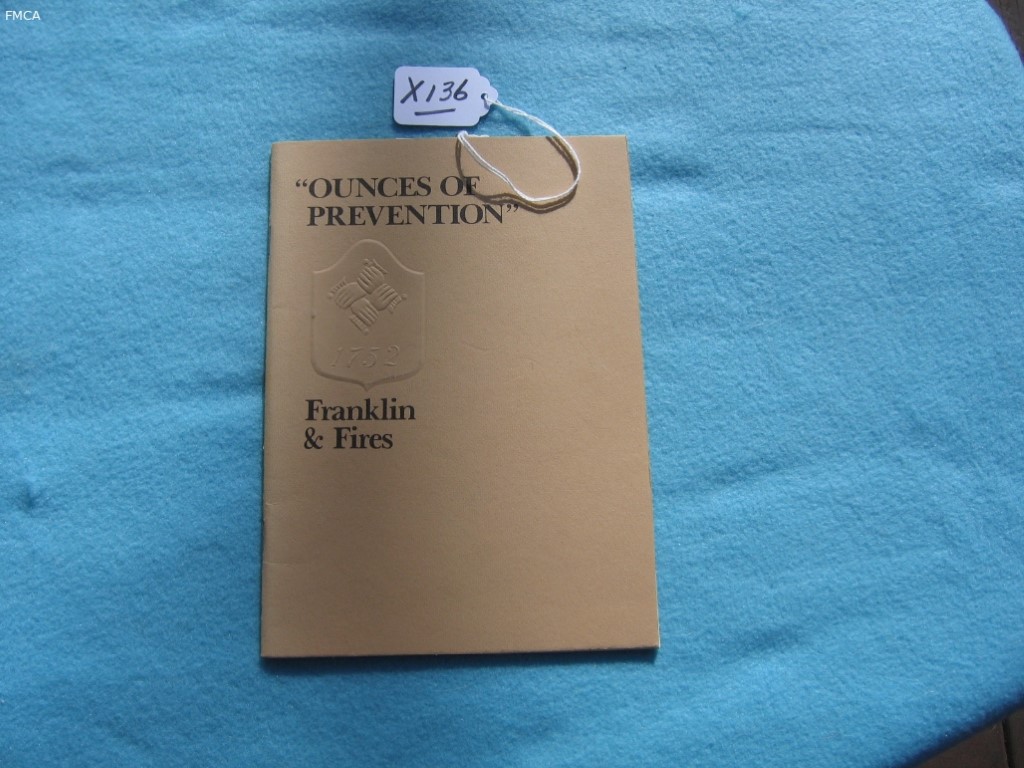 FMCA
X136
“OUNCES OF
PREVENTION”
1752
Franklin
& Fires